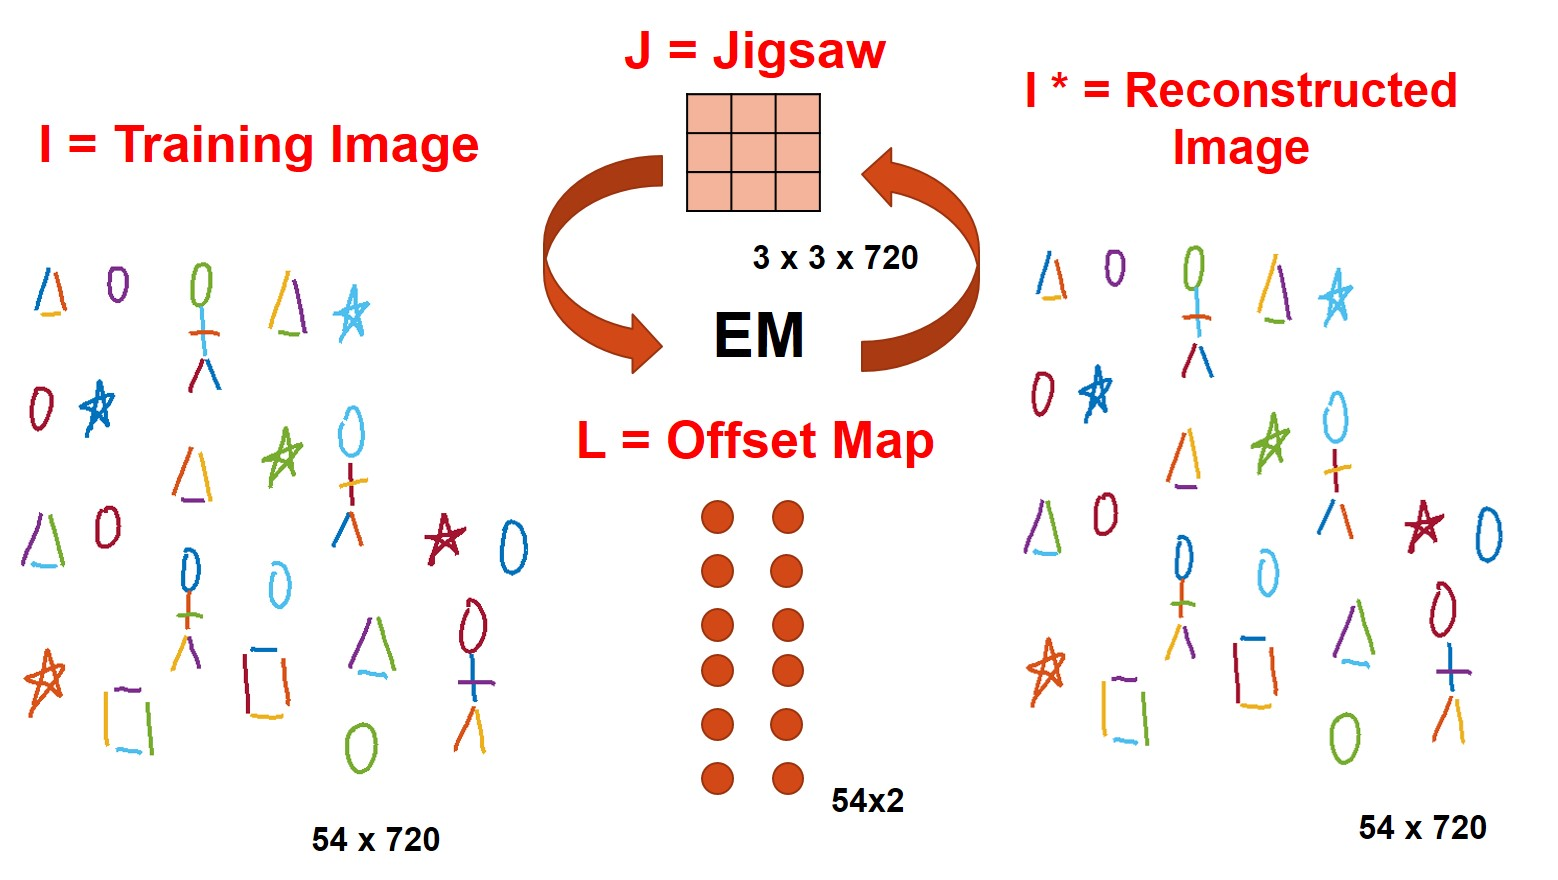 I = Training Image
54 x 720
J = Jigsaw
3 x 3 x 720
EM
L = Offset Map
54x2
I * = Reconstructed
Image
54 x 720